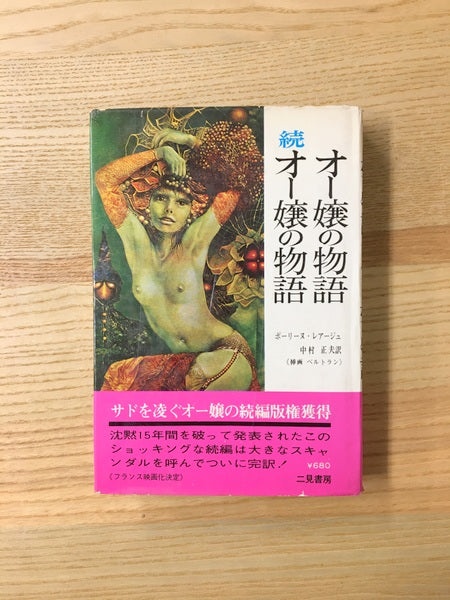 オー嬢の物語
続オー嬢の物語
ポーリーヌ・レアージュ
中村 正夫訳
(挿画 ベルトラン)
サドを凌ぐオー嬢の続編版権獲得
沈黙15年間を破って発表されたこの
ショッキングな続編は大きなスキャ
ンダルを呼んでついに完訳!
¥680
《フランス映画化決定》
二見書房